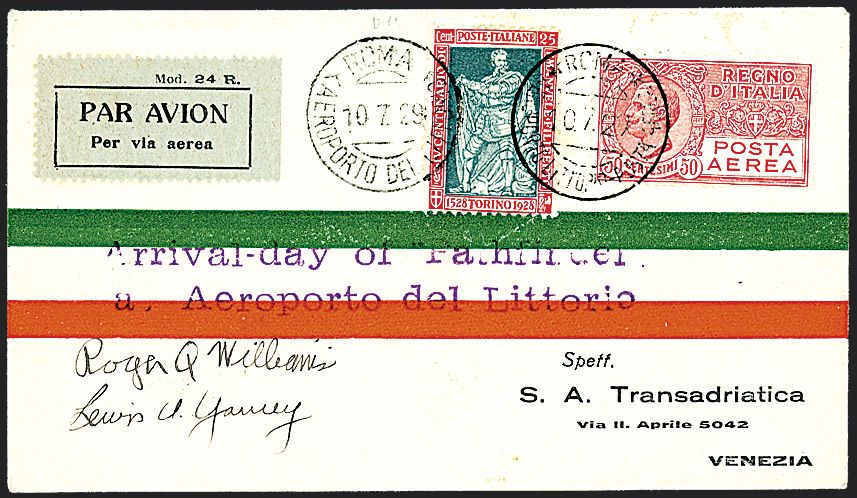 Mod. 24 R.
PAR AVION
Per via aerea
ROMA
10 7 29
AEROPORTO DEL
Cent POSTE·ITALIANE 25
1528 TORINO 1928
REGNO
D'ITALIA
POSTA
AEREA
50 50
Arrival-day of "Pathfinder"
a. Aeroporto del Littorio
Roger Q Williams
Lewis A. Yancey
Spett.
S. A. Transadriatica
Via II. Aprile 5042
VENEZIA